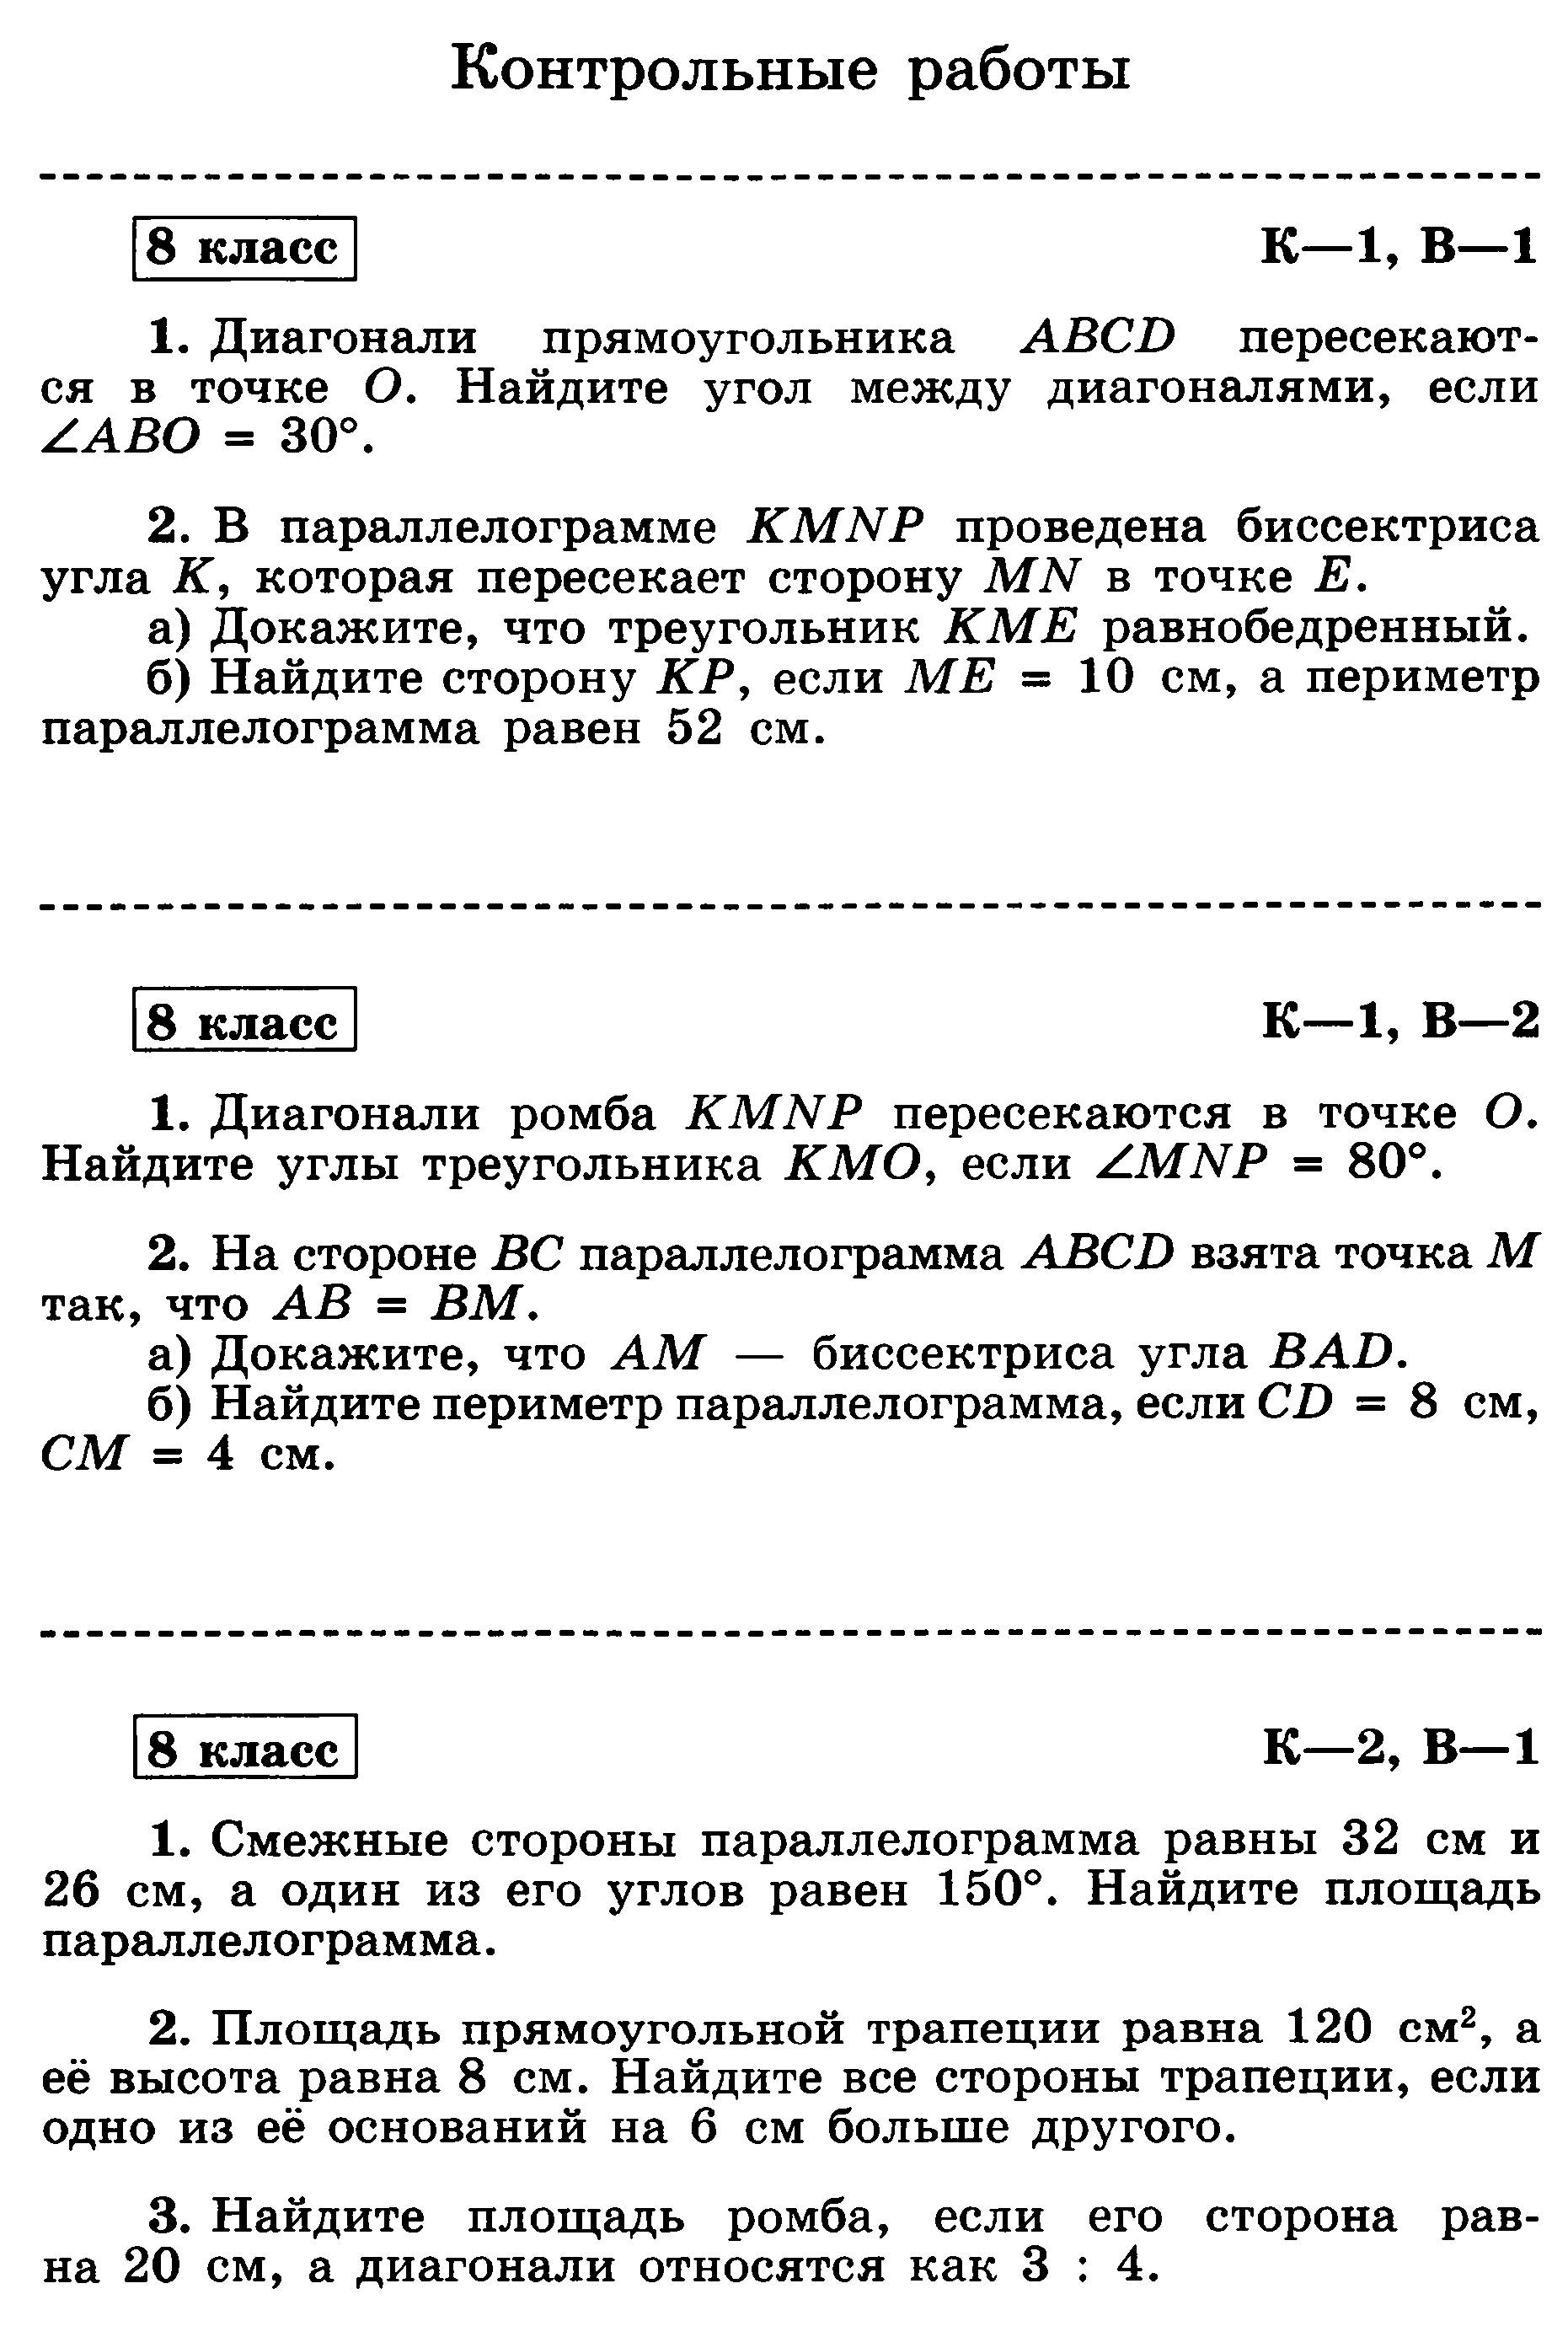 Контрольные работы
8 класс
К—1, В—1
1. Диагонали прямоугольника ABCD пересекают-
ся в точке O. Найдите угол между диагоналями, если
∠ABO = 30°.
2. В параллелограмме KMNP проведена биссектриса
угла K, которая пересекает сторону MN в точке E.
а) Докажите, что треугольник KME равнобедренный.
б) Найдите сторону KP, если ME = 10 см, а периметр
параллелограмма равен 52 см.
8 класс
К—1, В—2
1. Диагонали ромба KMNP пересекаются в точке O.
Найдите углы треугольника KMO, если ∠MNP = 80°.
2. На стороне BC параллелограмма ABCD взята точка M
так, что AB = BM.
а) Докажите, что AM — биссектриса угла BAD.
б) Найдите периметр параллелограмма, если CD = 8 см,
CM = 4 см.
8 класс
К—2, В—1
1. Смежные стороны параллелограмма равны 32 см и
26 см, а один из его углов равен 150°. Найдите площадь
параллелограмма.
2. Площадь прямоугольной трапеции равна 120 см², а
её высота равна 8 см. Найдите все стороны трапеции, если
одно из её оснований на 6 см больше другого.
3. Найдите площадь ромба, если его сторона рав-
на 20 см, а диагонали относятся как 3 : 4.